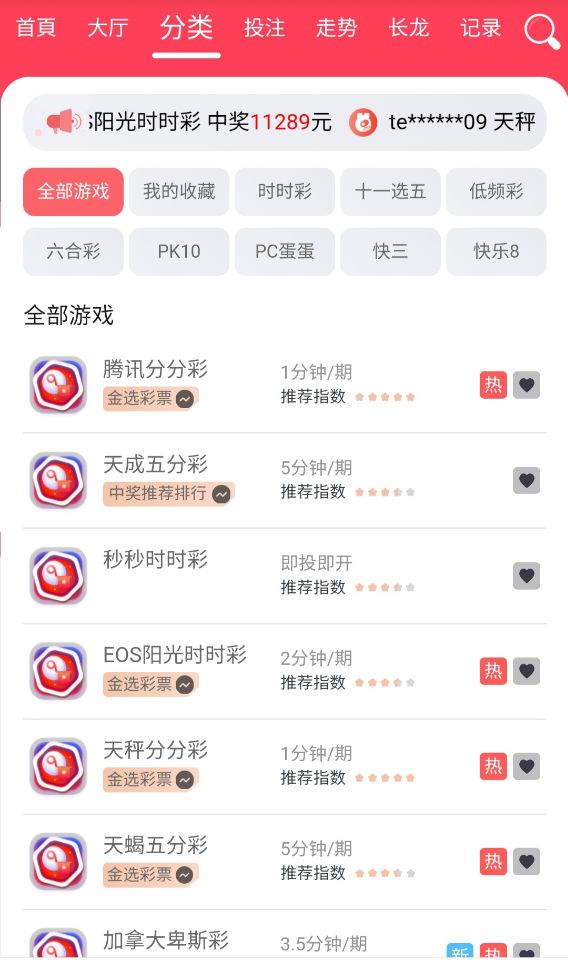 首頁 大厅 分类 投注 走势 长龙 记录
阳光时时彩 中奖11289元 te******09 天秤
全部游戏 我的收藏 时时彩 十一选五 低频彩
六合彩 PK10 PC蛋蛋 快三 快乐8
全部游戏
腾讯分分彩 1分钟/期
金选彩票 推荐指数 热
天成五分彩 5分钟/期
中奖推荐排行 推荐指数
秒秒时时彩 即投即开
推荐指数
EOS阳光时时彩 2分钟/期
金选彩票 推荐指数 热
天秤分分彩 1分钟/期
金选彩票 推荐指数 热
天蝎五分彩 5分钟/期
金选彩票 推荐指数 热
加拿大卑斯彩 3.5分钟/期
新 热